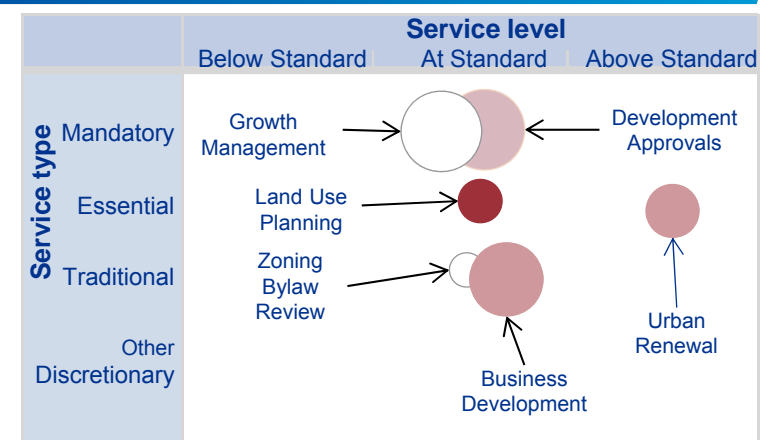 Service level
Below Standard
At Standard
Above Standard
Service type
Mandatory
Essential
Traditional
Other
Discretionary
Growth
Management
Development
Approvals
Land Use
Planning
Zoning
Bylaw
Review
Urban
Renewal
Business
Development